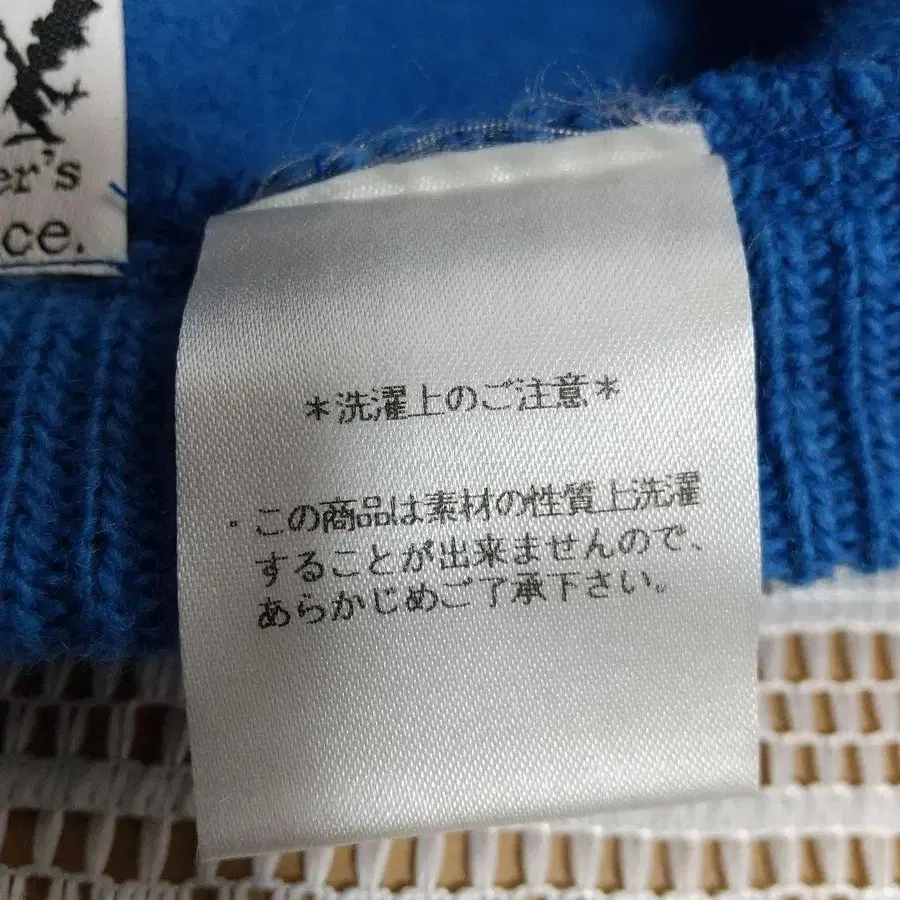 er's
ce.
*洗濯上のご注意*
・この商品は素材の性質上洗濯
することが出来ませんので、
あらかじめご了承下さい。